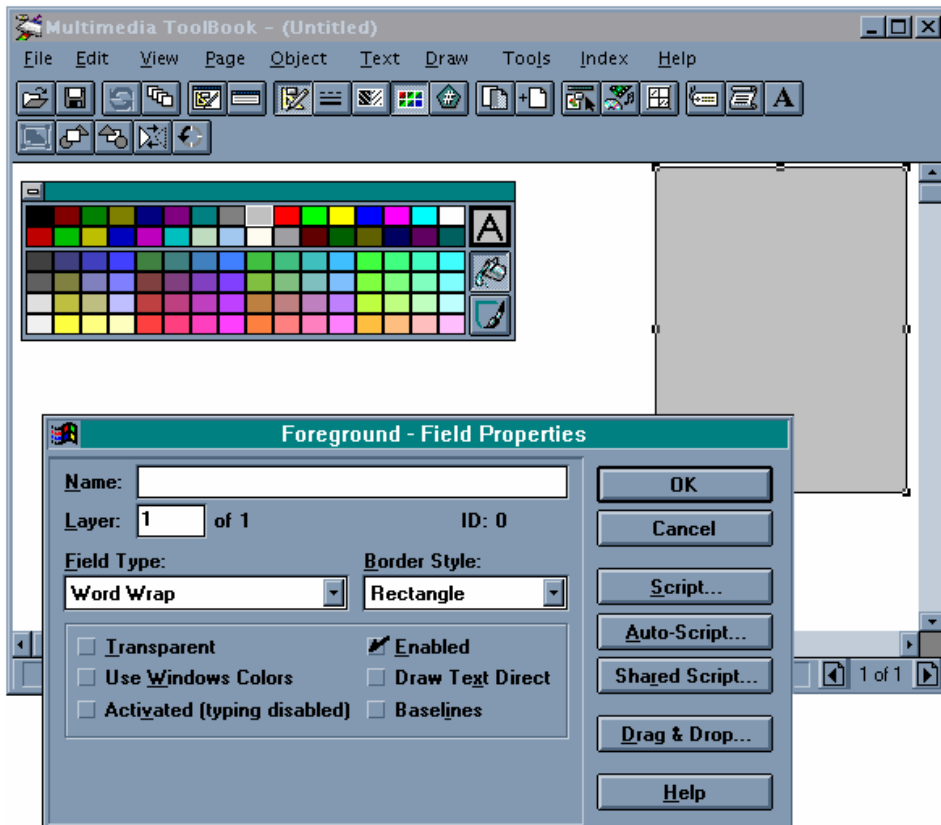 Multimedia ToolBook - (Untitled)
File Edit View Page Object Text Draw Tools Index Help
A
A
Foreground - Field Properties
Name:
OK
Layer: 1 of 1 ID: 0
Cancel
Field Type: Border Style:
Word Wrap Rectangle
Script...
Transparent Enabled
Auto-Script...
Use Windows Colors Draw Text Direct
Shared Script...
1 of 1
Activated (typing disabled) Baselines
Drag & Drop...
Help